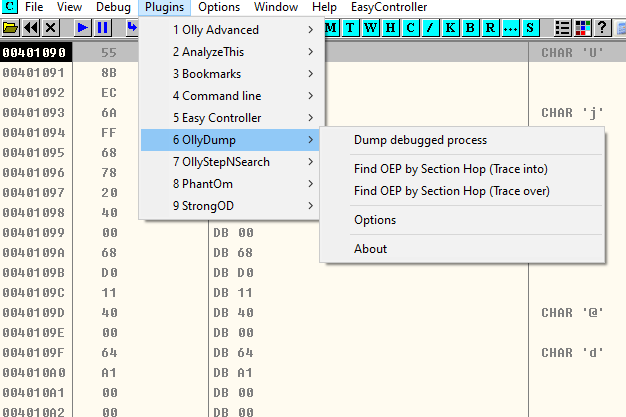 C File View Debug Plugins Options Window Help EasyController
M T W H C / K B R ... S
1 Olly Advanced >
2 AnalyzeThis >
3 Bookmarks >
4 Command line >
5 Easy Controller >
6 OllyDump >
7 OllyStepNSearch >
8 PhantOm >
9 StrongOD >
Dump debugged process
Find OEP by Section Hop (Trace into)
Find OEP by Section Hop (Trace over)
Options
About
00401090 55 CHAR 'U'
00401091 8B
00401092 EC
00401093 6A CHAR 'j'
00401094 FF
00401095 68
00401096 78
00401097 20
00401098 40
00401099 00 DB 00
0040109A 68 DB 68
0040109B D0 DB D0
0040109C 11 DB 11
0040109D 40 DB 40 CHAR '@'
0040109E 00 DB 00
0040109F 64 DB 64 CHAR 'd'
004010A0 A1 DB A1
004010A1 00 DB 00
004010A2 00 DB 00